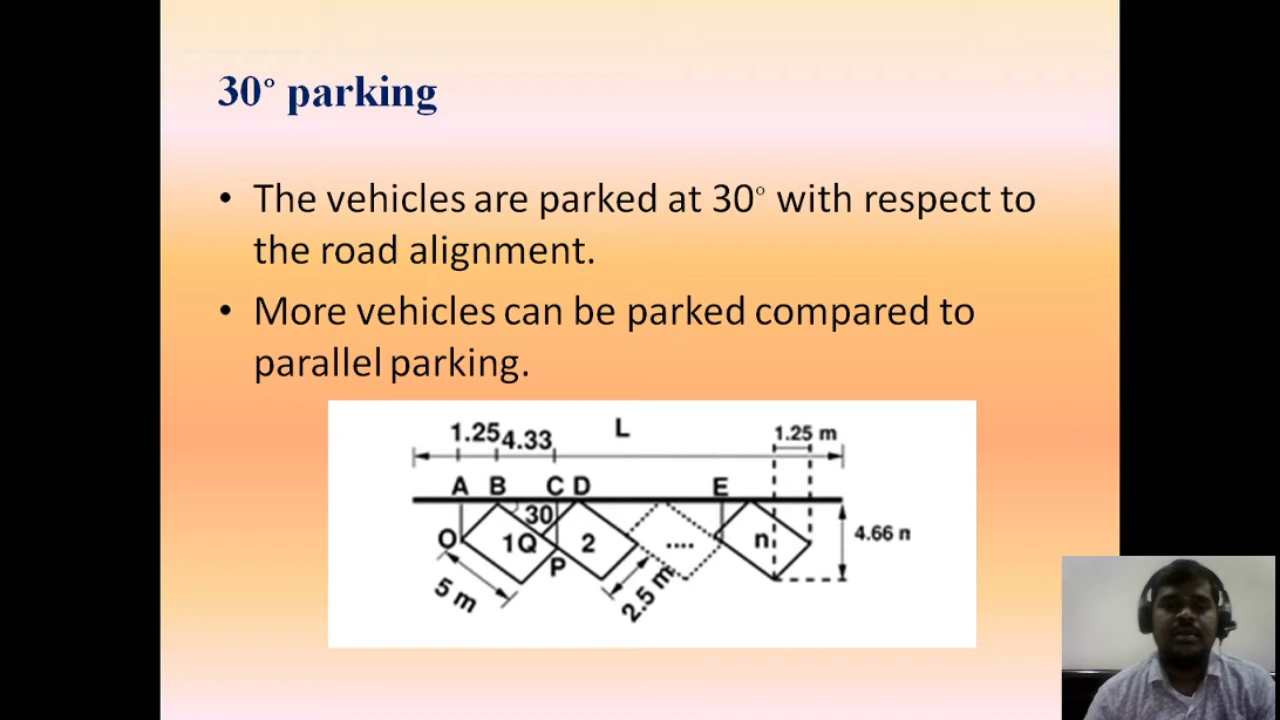 30° parking
• The vehicles are parked at 30° with respect to
the road alignment.
• More vehicles can be parked compared to
parallel parking.
1.25 4.33 L 1.25 m
A B C D E
30
O 1 Q 2 .... n 4.66 n
P
5 m 2.5 m